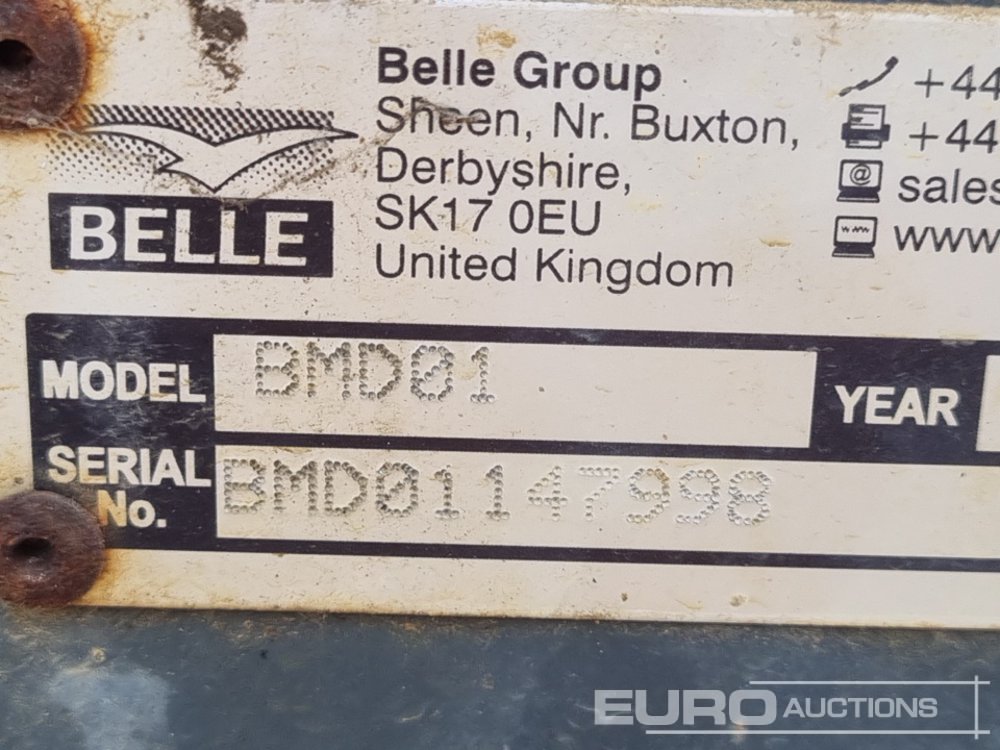 Belle Group
Sheen, Nr. Buxton,
Derbyshire,
SK17 0EU
United Kingdom
BELLE
+44
+44
@ sales
www www
MODEL BMD01 YEAR
SERIAL No. BMD01147998
EURO AUCTIONS